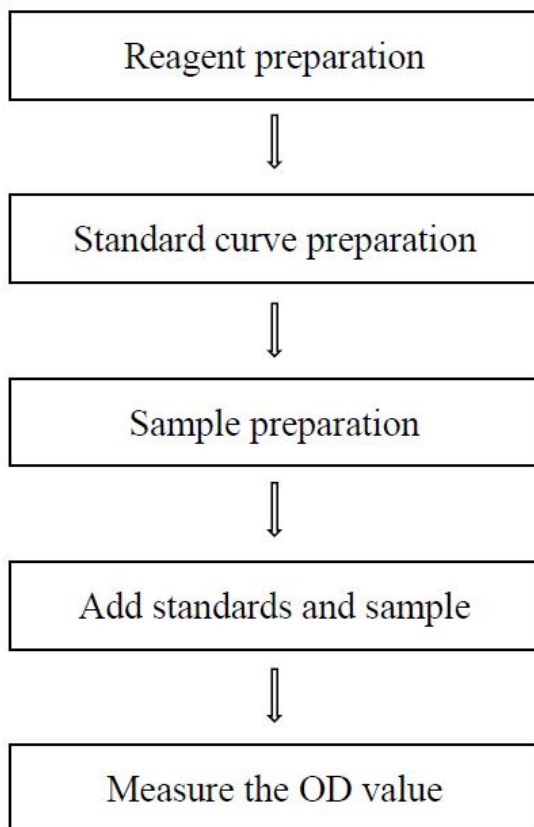 Reagent preparation
Standard curve preparation
Sample preparation
Add standards and sample
Measure the OD value